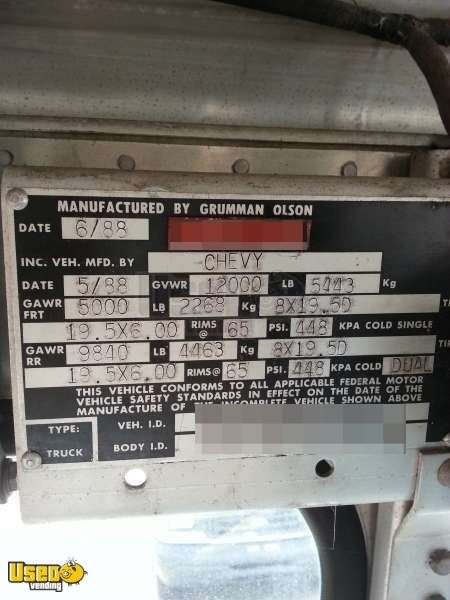 MANUFACTURED BY GRUMMAN OLSON
DATE 6/88
INC. VEH. MFD. BY CHEVY
DATE 5/88 GVWR 12000 LB 5443 Kg
GAWR FRT 5000 LB 2268 Kg 8X19.5D
19.5X6.00 RIMS @ 65 PSI. 448 KPA COLD SINGLE
GAWR RR 9840 LB 4463 Kg 8X19.5D
19.5X6.00 RIMS @ 65 PSI. 448 KPA COLD DUAL
THIS VEHICLE CONFORMS TO ALL APPLICABLE FEDERAL MOTOR
VEHICLE SAFETY STANDARDS IN EFFECT ON THE DATE OF THE
MANUFACTURE OF THE INCOMPLETE VEHICLE SHOWN ABOVE
TYPE: TRUCK
VEH. I.D.
BODY I.D.
Used vending